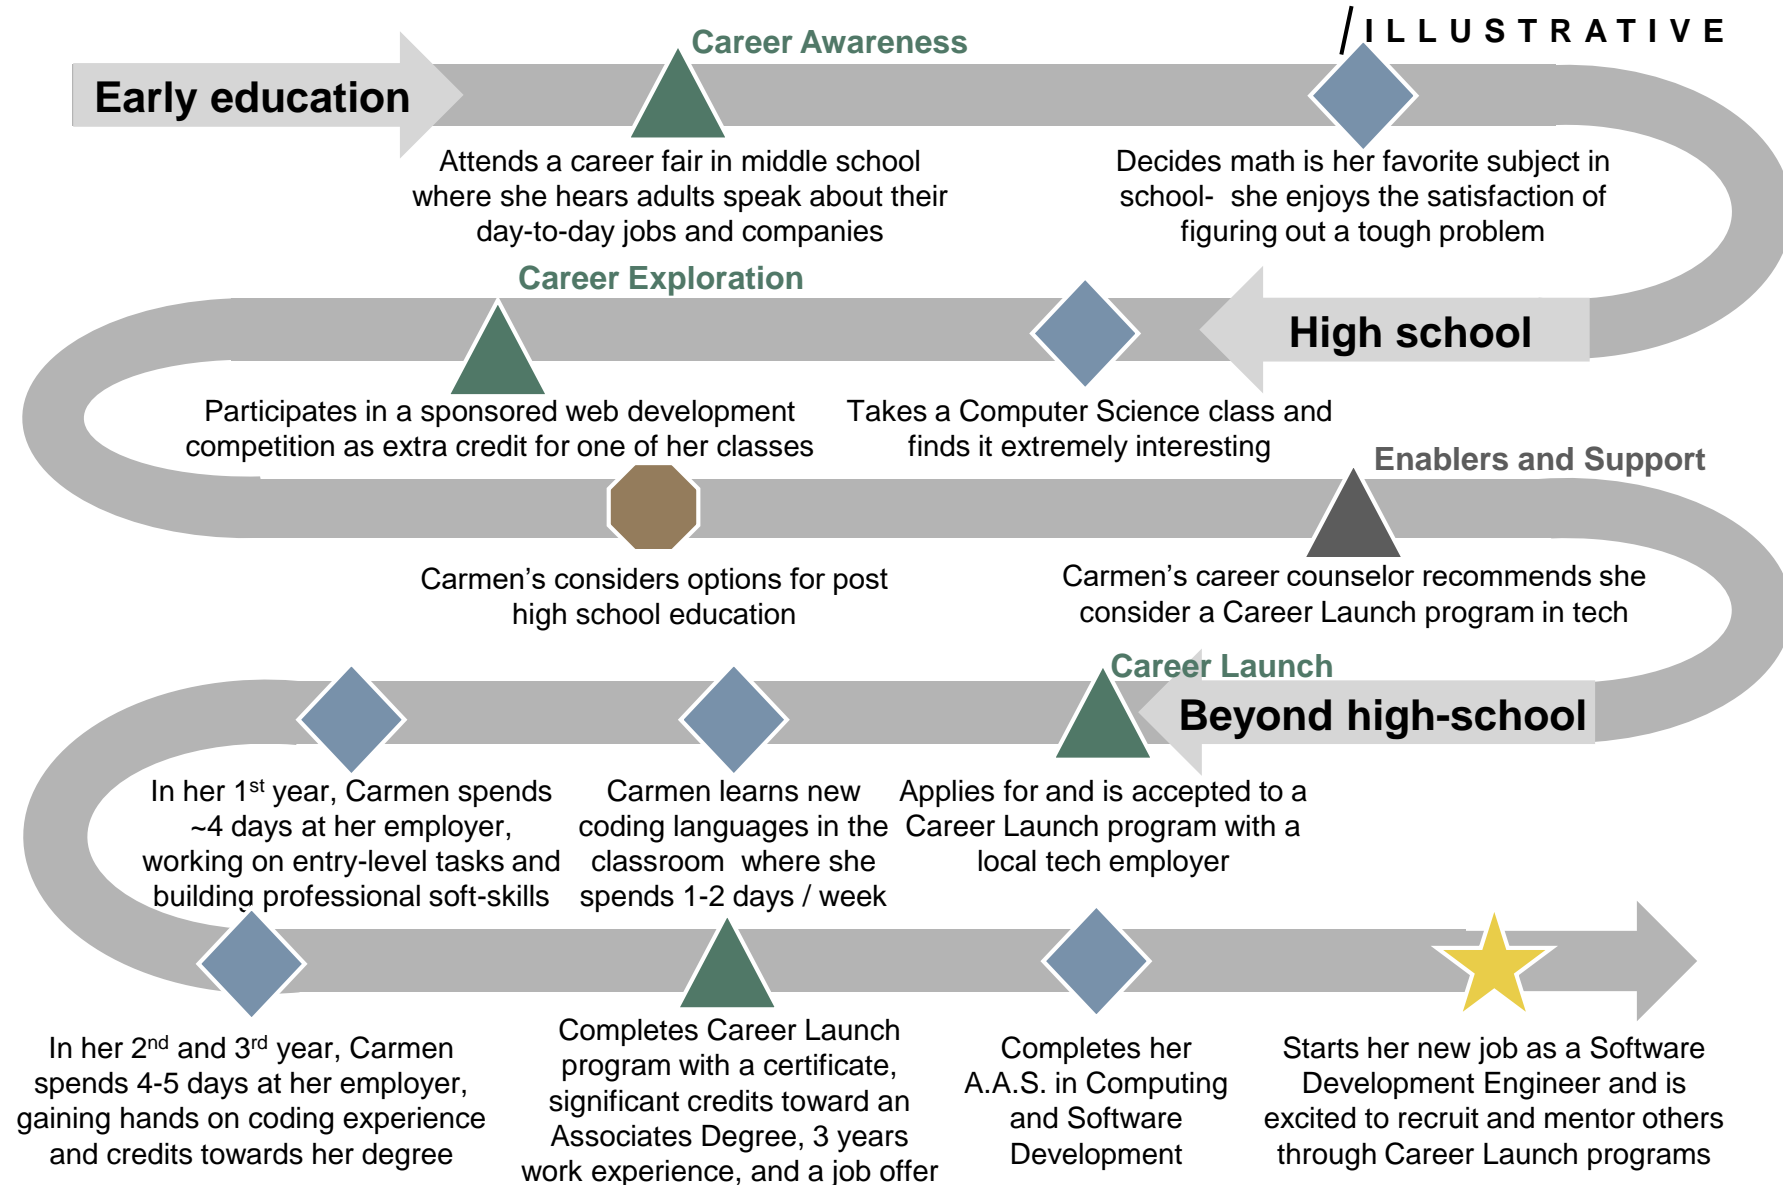 ILLUSTRATIVE
Career Awareness
Early education
Attends a career fair in middle school
where she hears adults speak about their
day-to-day jobs and companies
Decides math is her favorite subject in
school-  she enjoys the satisfaction of
figuring out a tough problem
High school
Takes a Computer Science class and
finds it extremely interesting
Career Exploration
Participates in a sponsored web development
competition as extra credit for one of her classes
Carmen's considers options for post
high school education
Enablers and Support
Carmen's career counselor recommends she
consider a Career Launch program in tech
Beyond high-school
Career Launch
Applies for and is accepted to a
Career Launch program with a
local tech employer
Carmen learns new
coding languages in the
classroom  where she
spends 1-2 days / week
In her 1st year, Carmen spends
~4 days at her employer,
working on entry-level tasks and
building professional soft-skills
In her 2nd and 3rd year, Carmen
spends 4-5 days at her employer,
gaining hands on coding experience
and credits towards her degree
Completes Career Launch
program with a certificate,
significant credits toward an
Associates Degree, 3 years
work experience, and a job offer
Completes her
A.A.S. in Computing
and Software
Development
Starts her new job as a Software
Development Engineer and is
excited to recruit and mentor others
through Career Launch programs